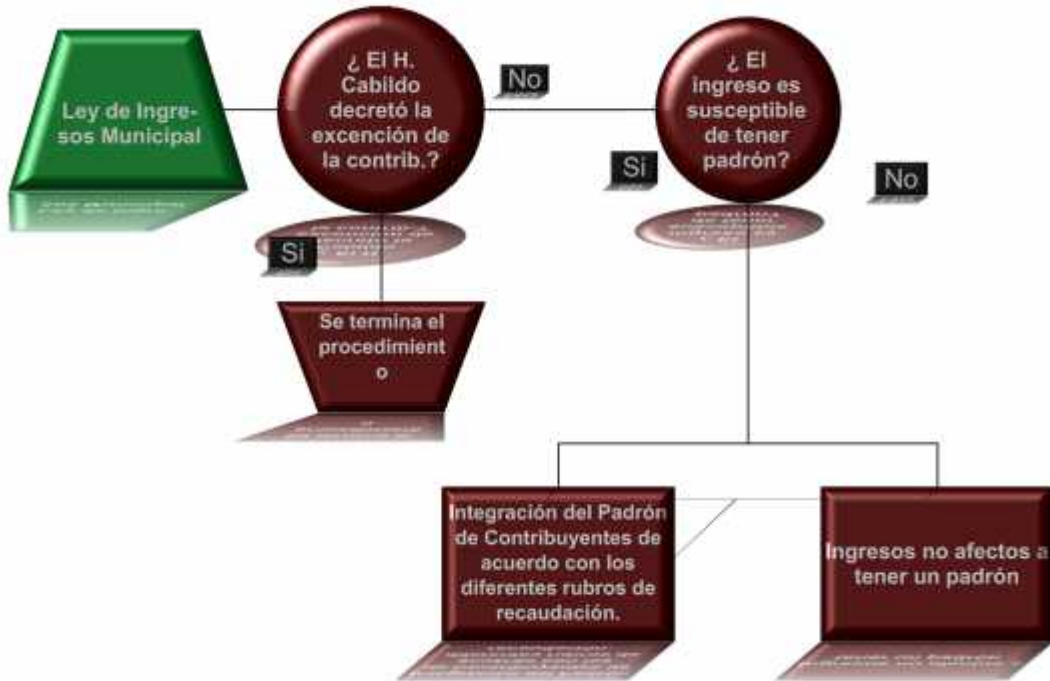 Ley de Ingre-
sos Municipal
¿ El H.
Cabildo
decretó la
excención de
la contrib.?
No
¿ El
ingreso es
susceptible
de tener
padrón?
Si
No
Si
Se termina el
procedimient
o
Integración del Padrón
de Contribuyentes de
acuerdo con los
diferentes rubros de
recaudación.
Ingresos no afectos a
tener un padrón